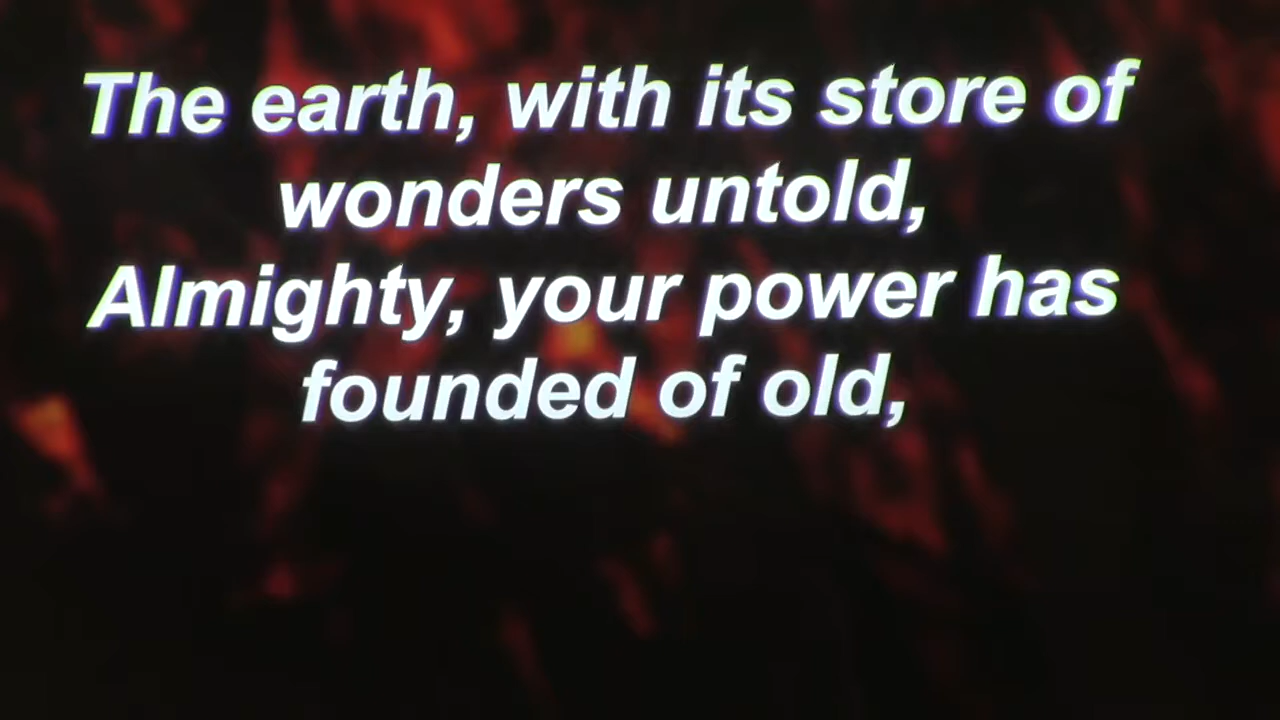 The earth, with its store of
wonders untold,
Almighty, your power has
founded of old,